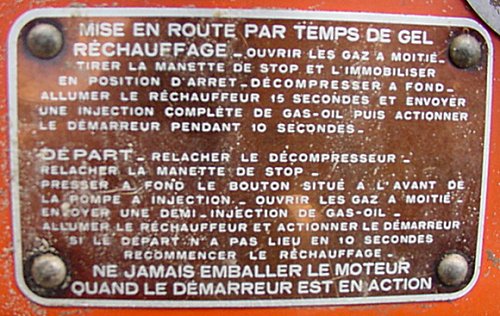 MISE EN ROUTE PAR TEMPS DE GEL
RÉCHAUFFAGE - OUVRIR LES GAZ A MOITIÉ-
TIRER LA MANETTE DE STOP ET L'IMMOBILISER
EN POSITION D'ARRET - DÉCOMPRESSER A FOND-
ALLUMER LE RÉCHAUFFEUR 15 SECONDES ET ENVOYER
UNE INJECTION COMPLÈTE DE GAS-OIL PUIS ACTIONNER
LE DÉMARREUR PENDANT 10 SECONDES-
DÉPART - RELACHER LE DÉCOMPRESSEUR-
RELACHER LA MANETTE DE STOP-
PRESSER FOND LE BOUTON SITUÉ A L'AVANT DE
LA POMPE A INJECTION - OUVRIR LES GAZ A MOITIÉ-
ENVOYER UNE DEMI-INJECTION DE GAS-OIL-
ALLUMER LE RÉCHAUFFEUR ET ACTIONNER LE DÉMARREUR
SI LE DÉPART N'A PAS LIEU EN 10 SECONDES
RECOMMENCER LE RÉCHAUFFAGE-
NE JAMAIS EMBALLER LE MOTEUR
QUAND LE DÉMARREUR EST EN ACTION